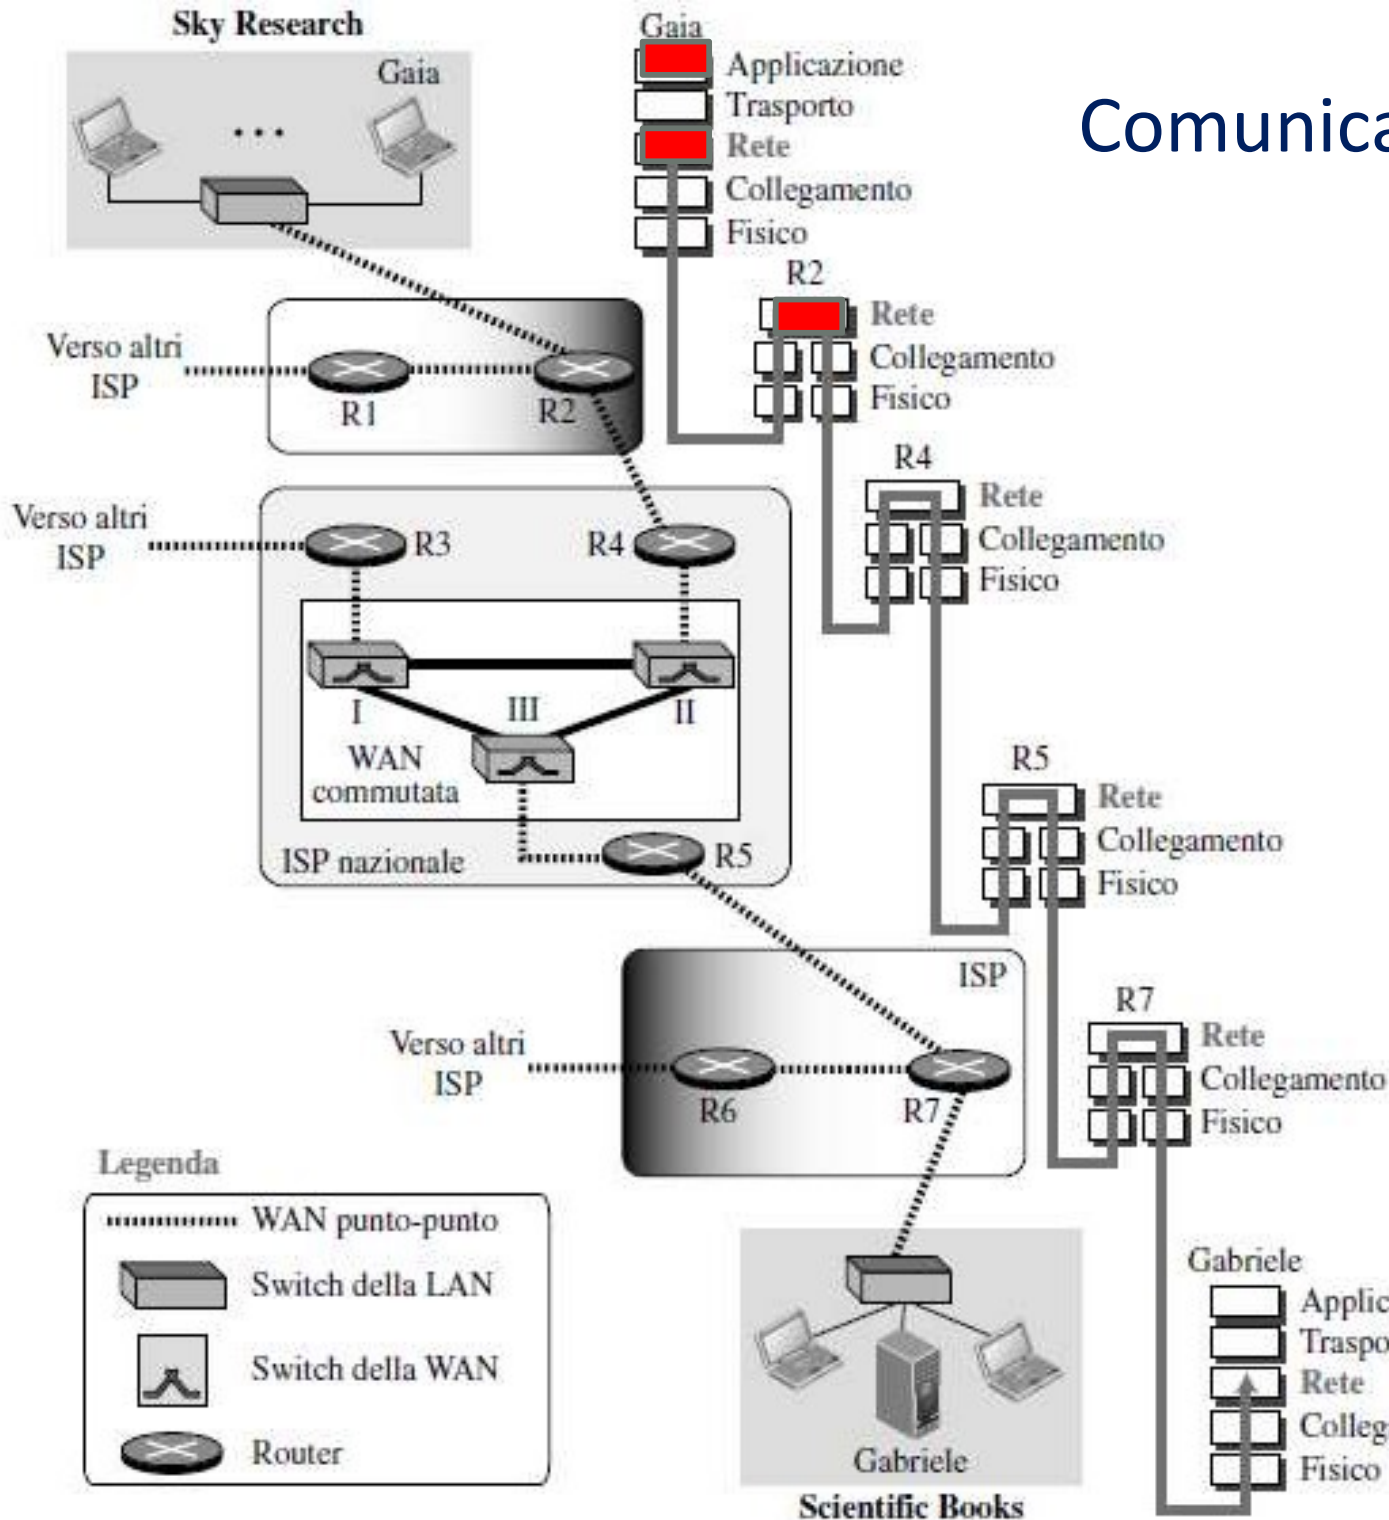 Sky Research
Gaia
Gaia
Applicazione
Trasporto
Rete
Collegamento
Fisico
Comunica
R2
Rete
Collegamento
Fisico
Verso altri
ISP
R1
R2
R4
Rete
Collegamento
Fisico
Verso altri
ISP
R3
R4
I
III
II
WAN
commutata
ISP nazionale
R5
R5
Rete
Collegamento
Fisico
ISP
Verso altri
ISP
R6
R7
R7
Rete
Collegamento
Fisico
Legenda
WAN punto-punto
Switch della LAN
Switch della WAN
Router
Gabriele
Scientific Books
Gabriele
Applic
Traspo
Rete
Colleg
Fisico